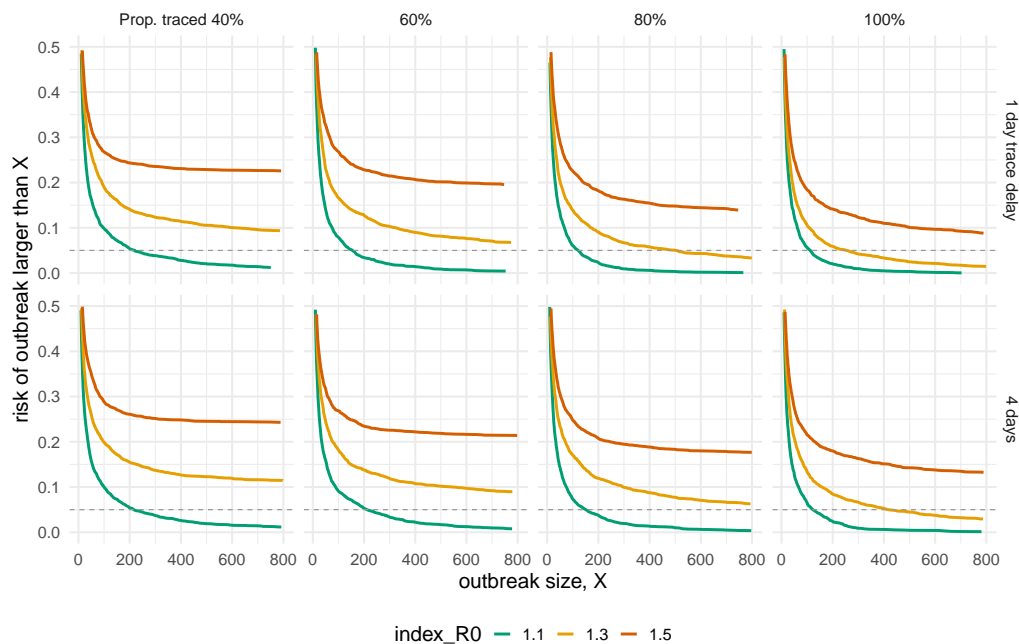 Prop. traced 40% 60% 80% 100%
risk of outbreak larger than X
0.5
0.4
0.3
0.2
0.1
0.0
1 day trace delay
0.5
0.4
0.3
0.2
0.1
0.0
4 days
0 200 400 600 800 0 200 400 600 800 0 200 400 600 800 0 200 400 600 800
outbreak size, X
index_R0 1.1 1.3 1.5